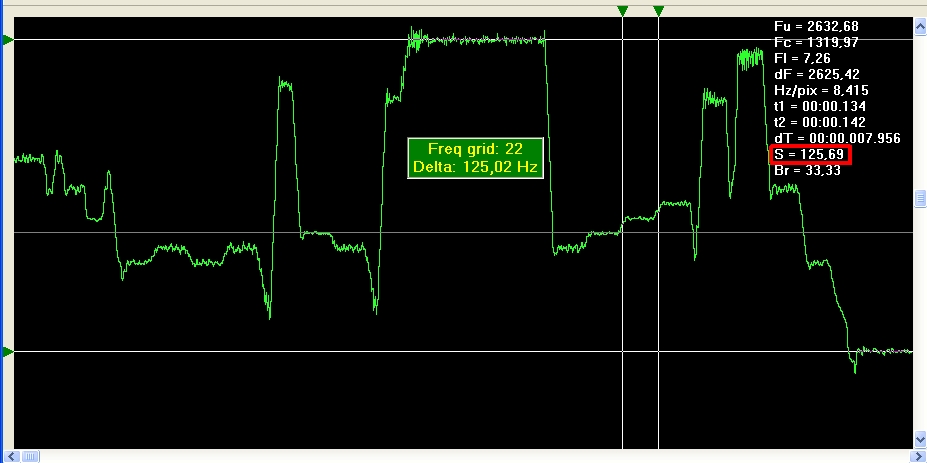 Fu = 2632,68
Fc = 1319,97
Fl = 7,26
dF = 2625,42
Hz/pix = 8,415
t1 = 00:00.134
t2 = 00:00.142
dT = 00:00.007.956
S = 125,69
Br = 33,33
Freq grid: 22
Delta: 125,02 Hz